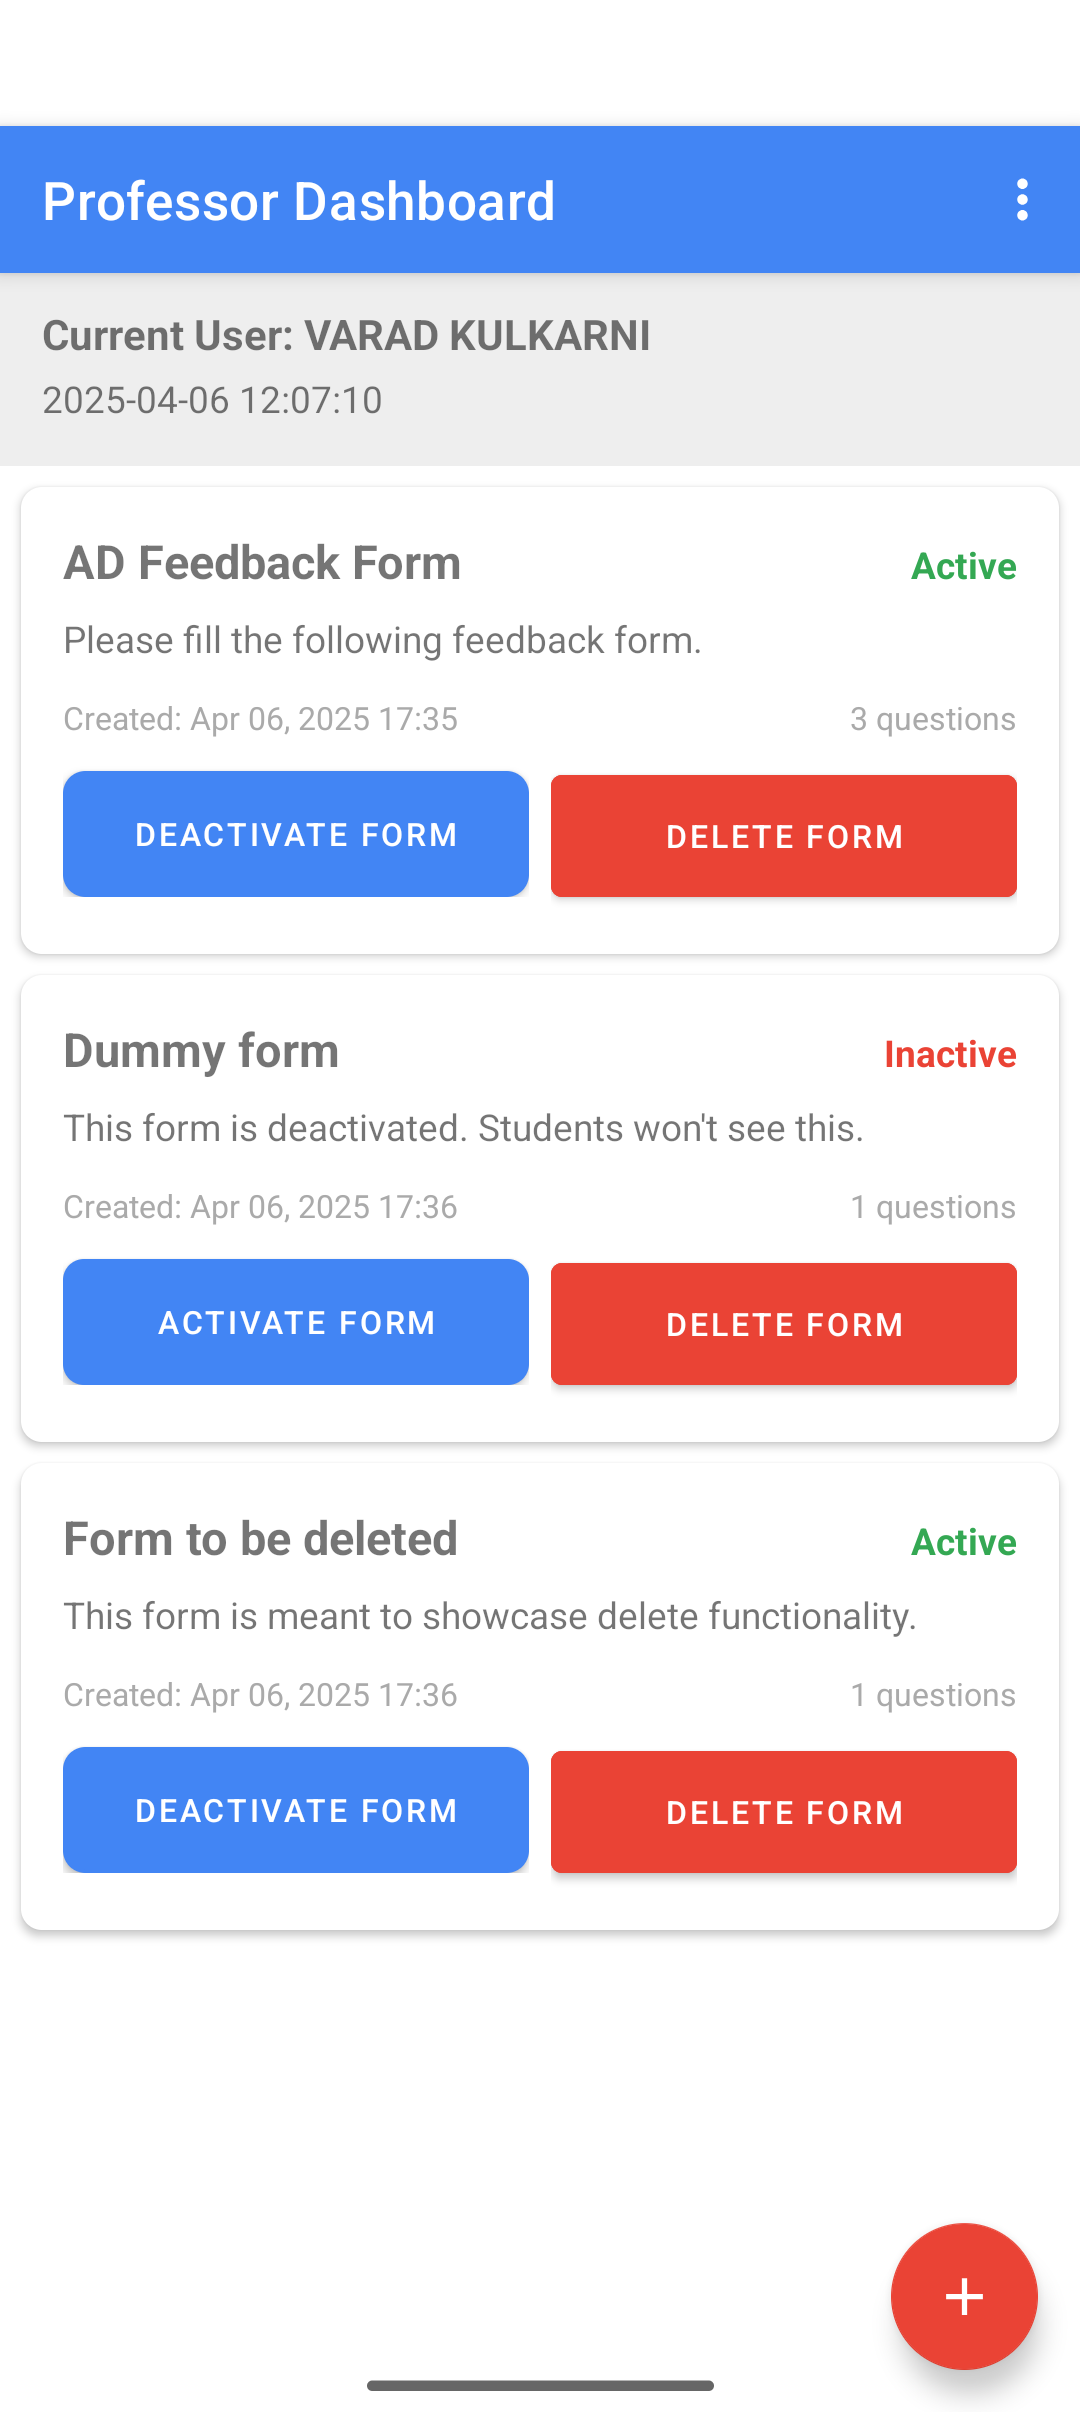 Professor Dashboard
Current User: VARAD KULKARNI
2025-04-06 12:07:10
AD Feedback Form
Active
Please fill the following feedback form.
Created: Apr 06, 2025 17:35
3 questions
DEACTIVATE FORM
DELETE FORM
Dummy form
Inactive
This form is deactivated. Students won't see this.
Created: Apr 06, 2025 17:36
1 questions
ACTIVATE FORM
DELETE FORM
Form to be deleted
Active
This form is meant to showcase delete functionality.
Created: Apr 06, 2025 17:36
1 questions
DEACTIVATE FORM
DELETE FORM